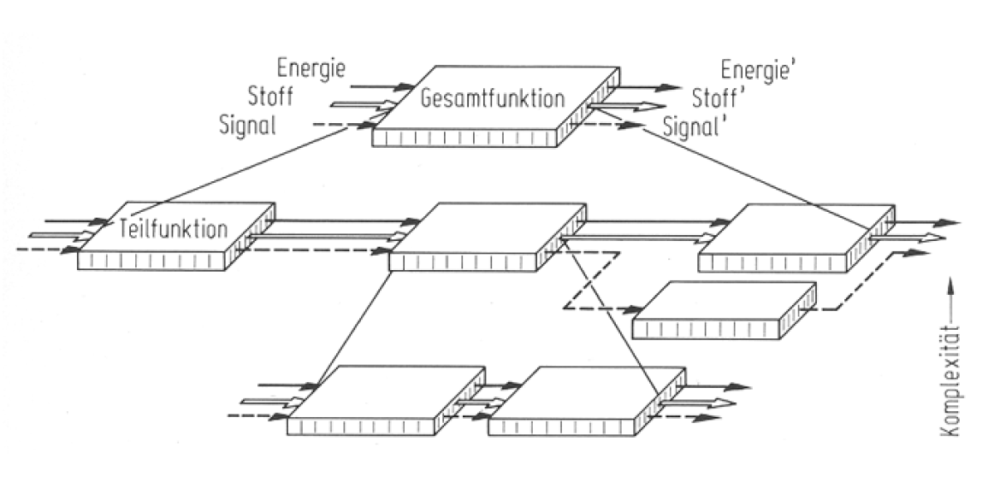 Energie
Stoff
Signal
Gesamtfunktion
Energie'
Stoff'
Signal'
Teilfunktion
Komplexität